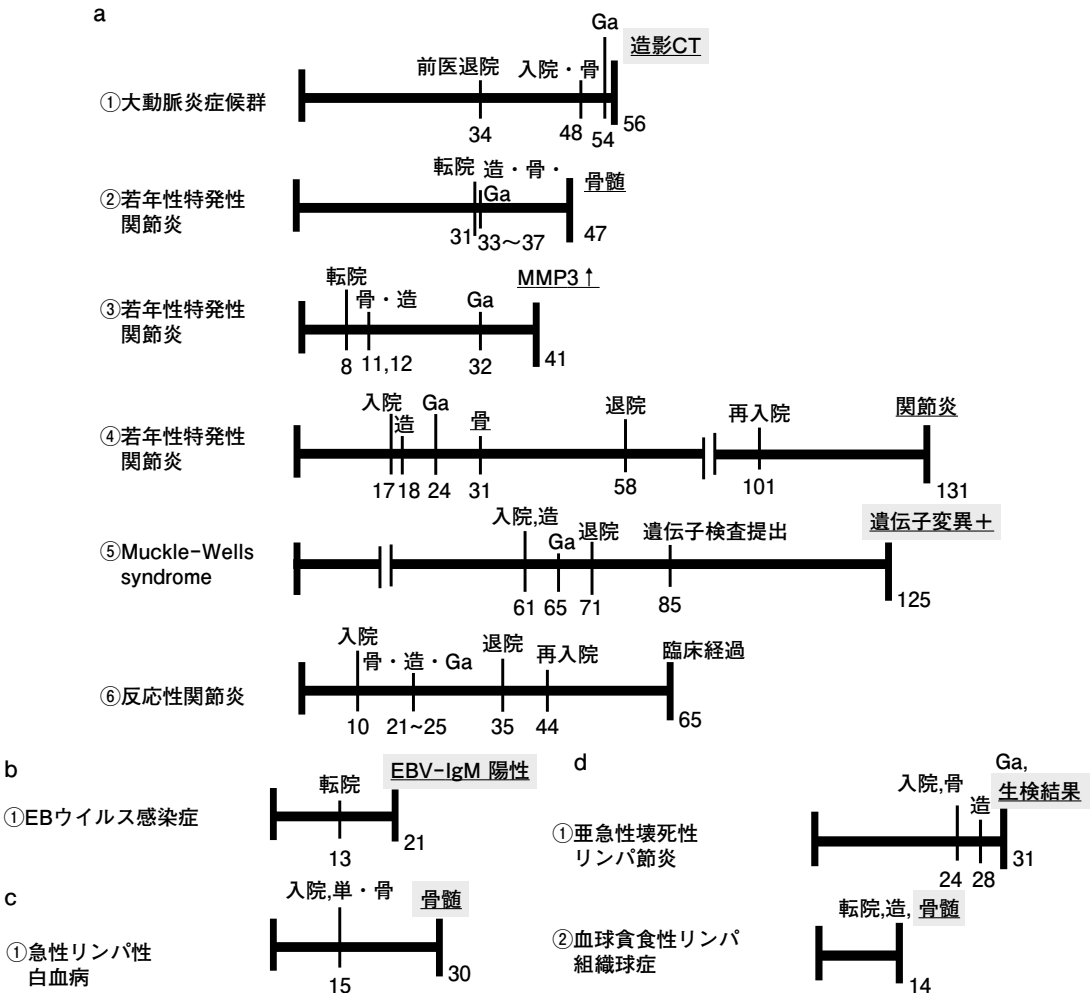 a
Ga
造影CT
前医退院
入院・骨
①大動脈炎症候群
34
48
54
56
転院
造・骨・
Ga
骨髄
②若年性特発性
関節炎
31
33〜37
47
転院
骨・造
Ga
MMP3↑
③若年性特発性
関節炎
8
11,12
32
41
入院
造
Ga
骨
退院
再入院
関節炎
④若年性特発性
関節炎
17
18
24
31
58
101
131
入院,造
Ga
退院
遺伝子検査提出
遺伝子変異＋
⑤Muckle-Wells
syndrome
61
65
71
85
125
入院
骨・造・Ga
退院
再入院
臨床経過
⑥反応性関節炎
10
21~25
35
44
65
b
転院
EBV-IgM 陽性
①EBウイルス感染症
13
21
c
入院,単・骨
骨髄
①急性リンパ性
白血病
15
30
d
入院,骨
造
Ga,
生検結果
①亜急性壊死性
リンパ節炎
24
28
31
転院,造,骨髄
②血球貪食性リンパ
組織球症
14